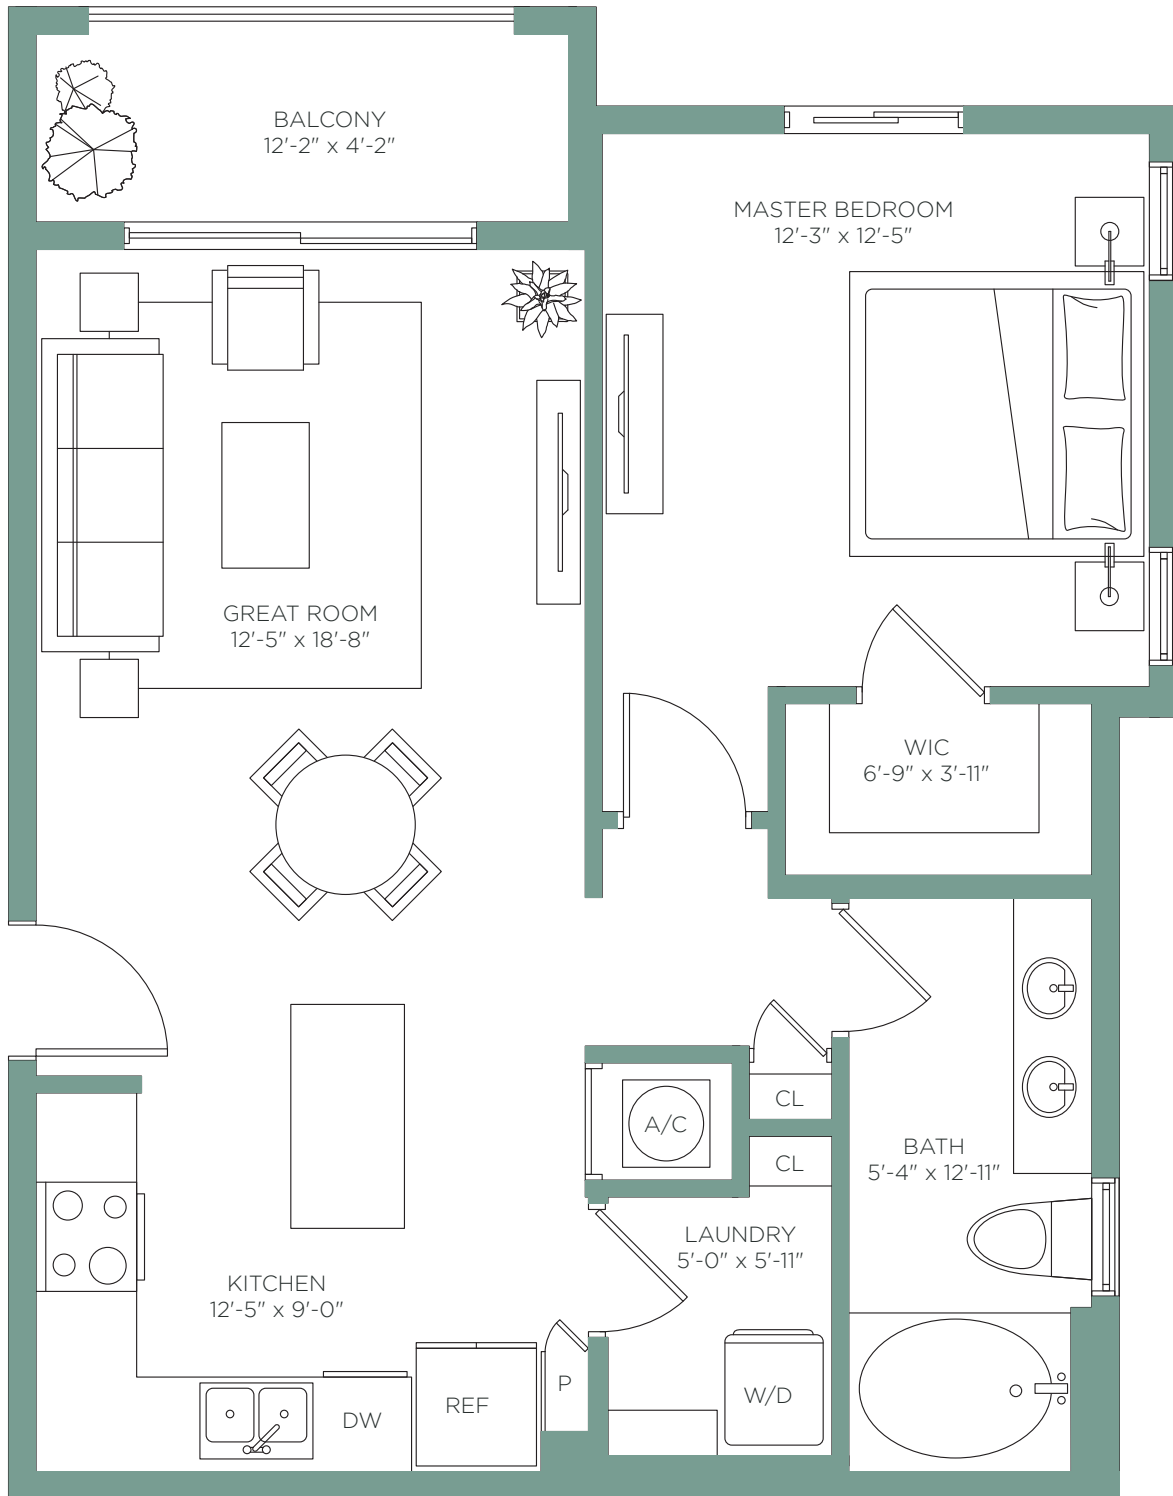 BALCONY
12'-2" x 4'-2"
MASTER BEDROOM
12'-3" x 12'-5"
GREAT ROOM
12'-5" x 18'-8"
WIC
6'-9" x 3'-11"
CL
A/C
CL
BATH
5'-4" x 12'-11"
LAUNDRY
5'-0" x 5'-11"
KITCHEN
12'-5" x 9'-0"
P
W/D
REF
DW